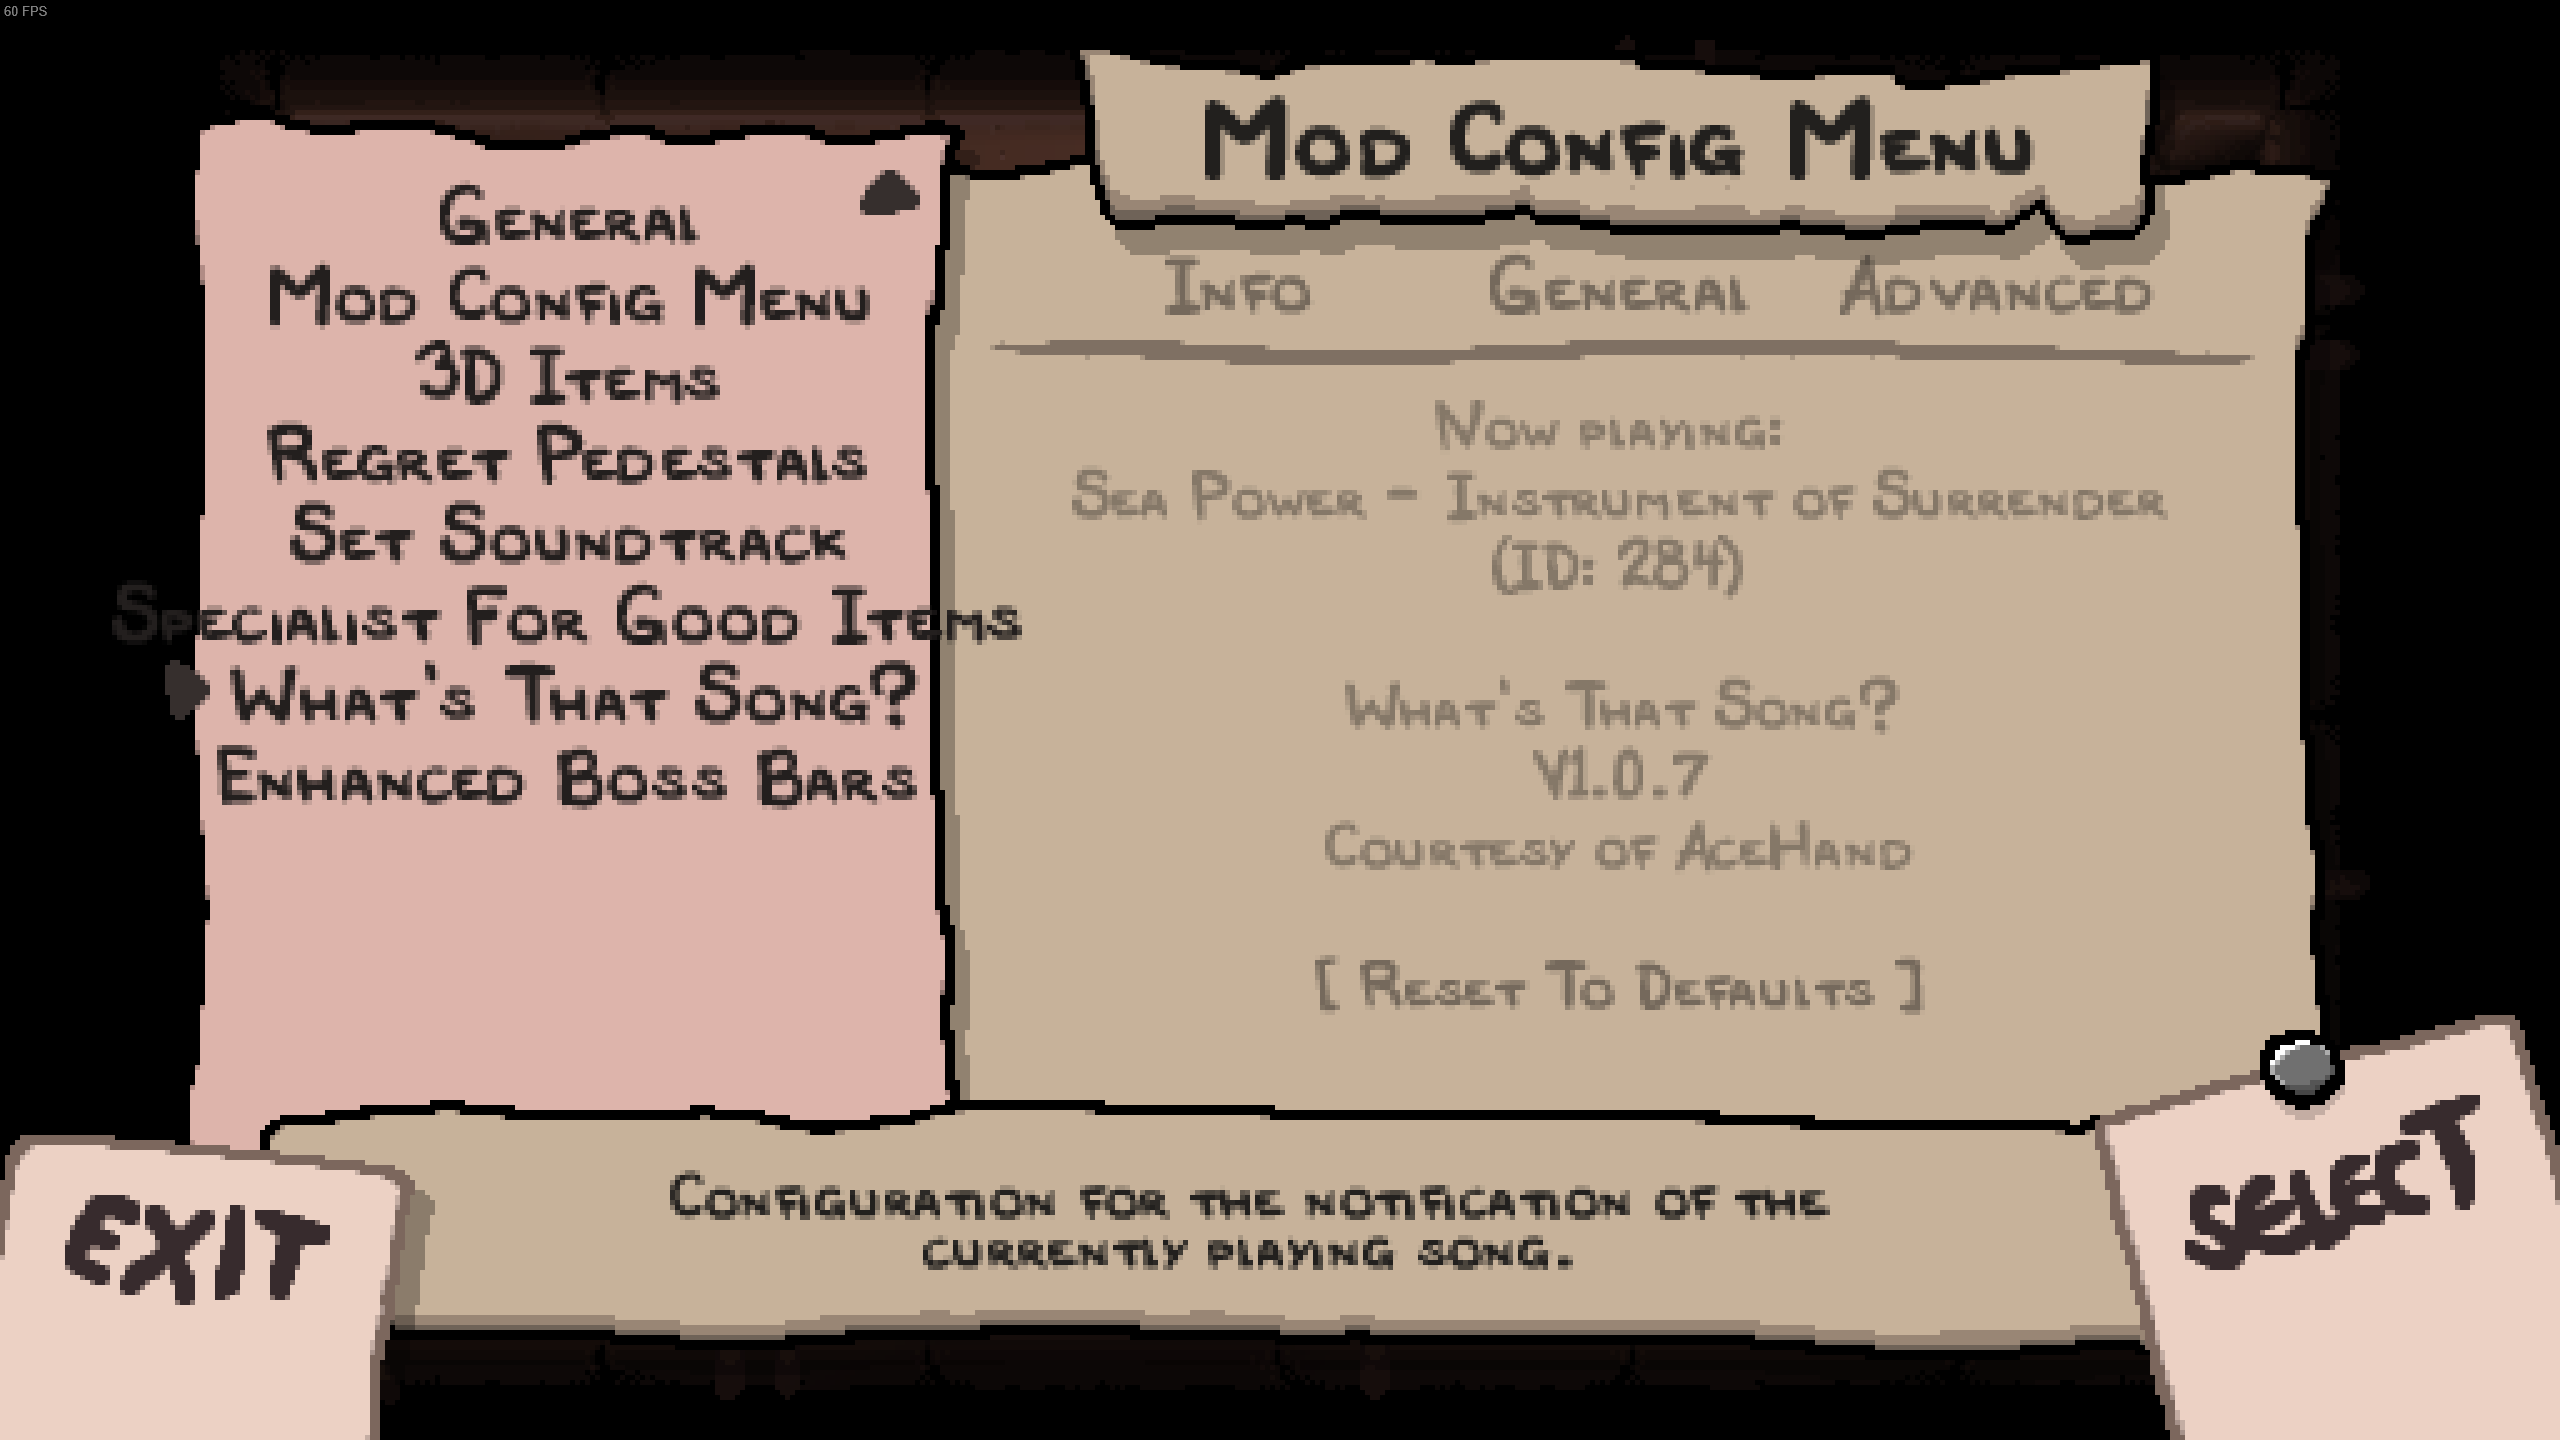 60 FPS
Mod Config Menu
General
Mod Config Menu
3D Items
Regret Pedestals
Set Soundtrack
Specialist For Good Items
What's That Song?
Enhanced Boss Bars
Info General Advanced
Now playing:
Sea Power - Instrument of Surrender
(ID: 284)
What's That Song?
V1.0.7
Courtesy of AceHand
[ Reset To Defaults ]
Configuration for the notification of the
currently playing song.
EXIT
SELECT